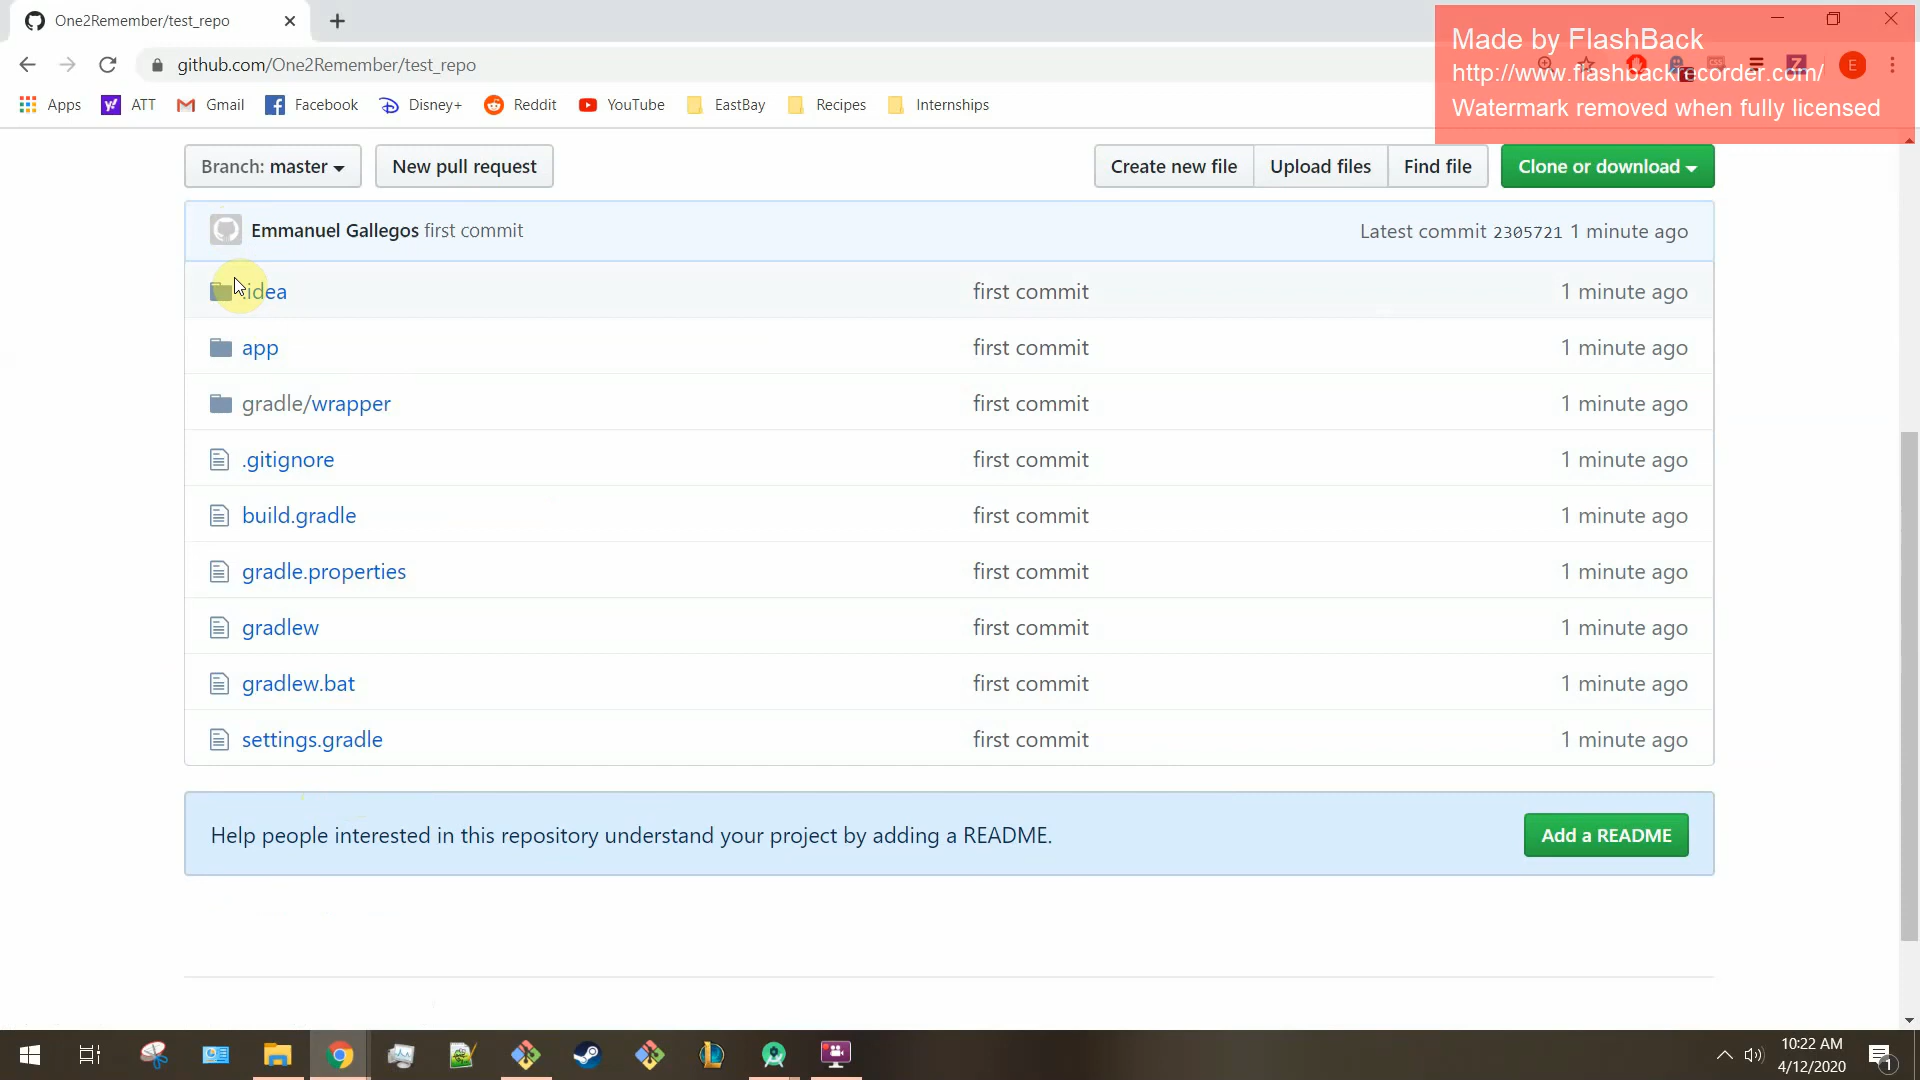 One2Remember/test_repo
github.com/One2Remember/test_repo
E
Made by FlashBack
http://www.flashbackrecorder.com/
Watermark removed when fully licensed
Apps ATT Gmail Facebook Disney+ Reddit YouTube EastBay Recipes Internships
Branch: master New pull request Create new file Upload files Find file Clone or download
Emmanuel Gallegos first commit Latest commit 2305721 1 minute ago
.idea first commit 1 minute ago
app first commit 1 minute ago
gradle/wrapper first commit 1 minute ago
.gitignore first commit 1 minute ago
build.gradle first commit 1 minute ago
gradle.properties first commit 1 minute ago
gradlew first commit 1 minute ago
gradlew.bat first commit 1 minute ago
settings.gradle first commit 1 minute ago
Help people interested in this repository understand your project by adding a README. Add a README
10:22 AM
4/12/2020
1